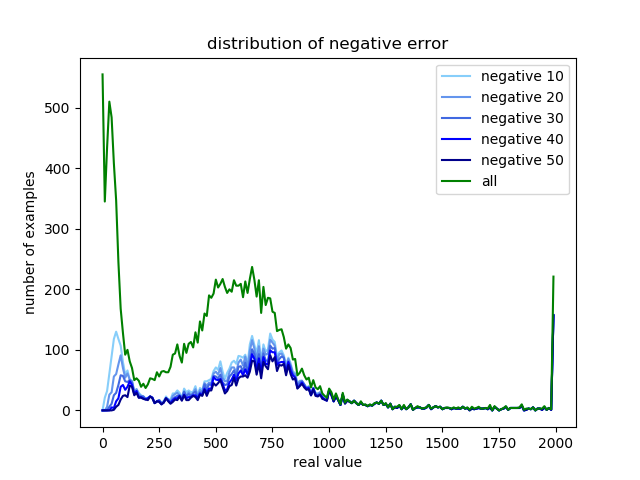 distribution of negative error
negative 10
negative 20
negative 30
negative 40
negative 50
all
number of examples
500
400
300
200
100
0
0 250 500 750 1000 1250 1500 1750 2000
real value